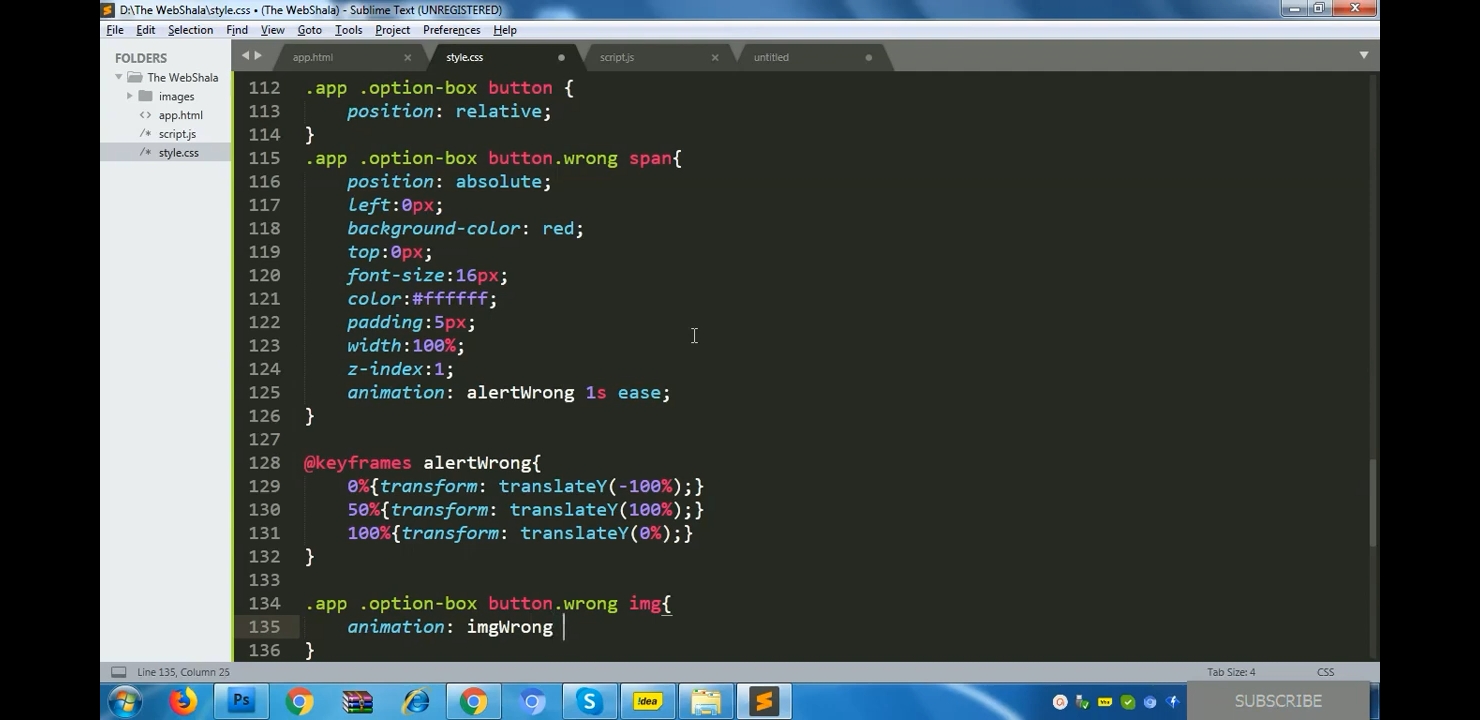 D:\The WebShala\style.css • (The WebShala) - Sublime Text (UNREGISTERED)
File Edit Selection Find View Goto Tools Project Preferences Help
FOLDERS
The WebShala
images
<> app.html
/* script.js
/* style.css
app.html × style.css script.js × untitled
112 .app .option-box button {
113 position: relative;
114 }
115 .app .option-box button.wrong span{
116 position: absolute;
117 left:0px;
118 background-color: red;
119 top:0px;
120 font-size:16px;
121 color:#ffffff;
122 padding:5px;
123 width:100%;
124 z-index:1;
125 animation: alertWrong 1s ease;
126 }
127
128 @keyframes alertWrong{
129 0%{transform: translateY(-100%);}
130 50%{transform: translateY(100%);}
131 100%{transform: translateY(0%);}
132 }
133
134 .app .option-box button.wrong img{
135 animation: imgWrong
136 }
Line 135, Column 25 Tab Size: 4 CSS
Ps !dea SUBSCRIBE